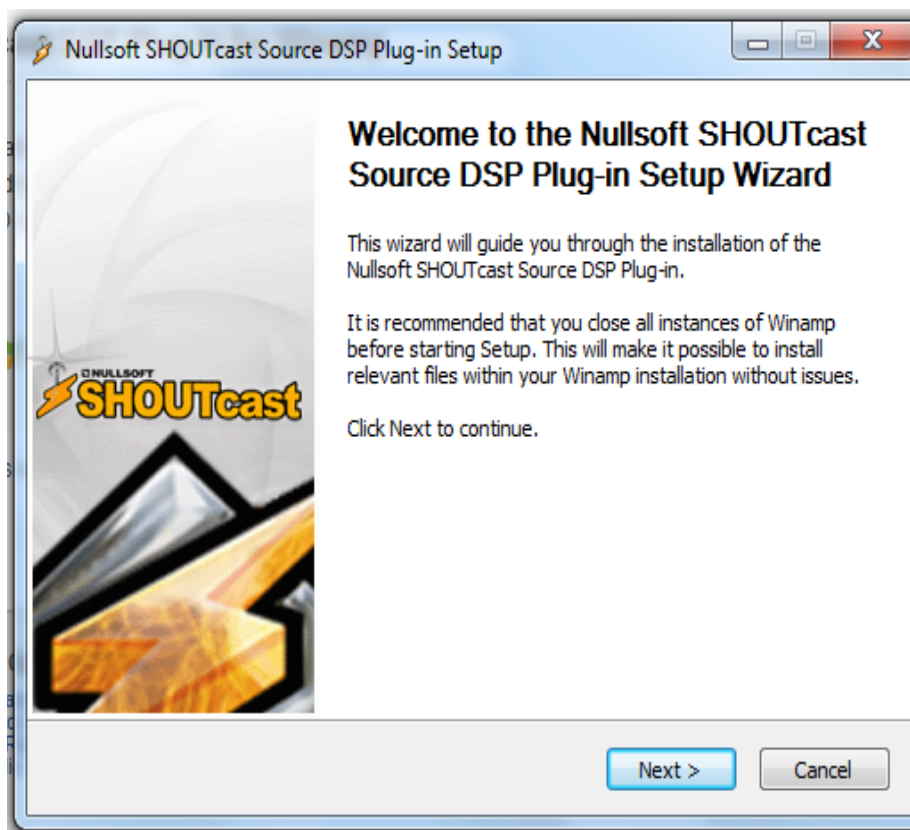 Nullsoft SHOUTcast Source DSP Plug-in Setup
Welcome to the Nullsoft SHOUTcast
Source DSP Plug-in Setup Wizard
This wizard will guide you through the installation of the
Nullsoft SHOUTcast Source DSP Plug-in.
It is recommended that you close all instances of Winamp
before starting Setup. This will make it possible to install
relevant files within your Winamp installation without issues.
Click Next to continue.
NULLSOFT
SHOUTcast
Next >
Cancel